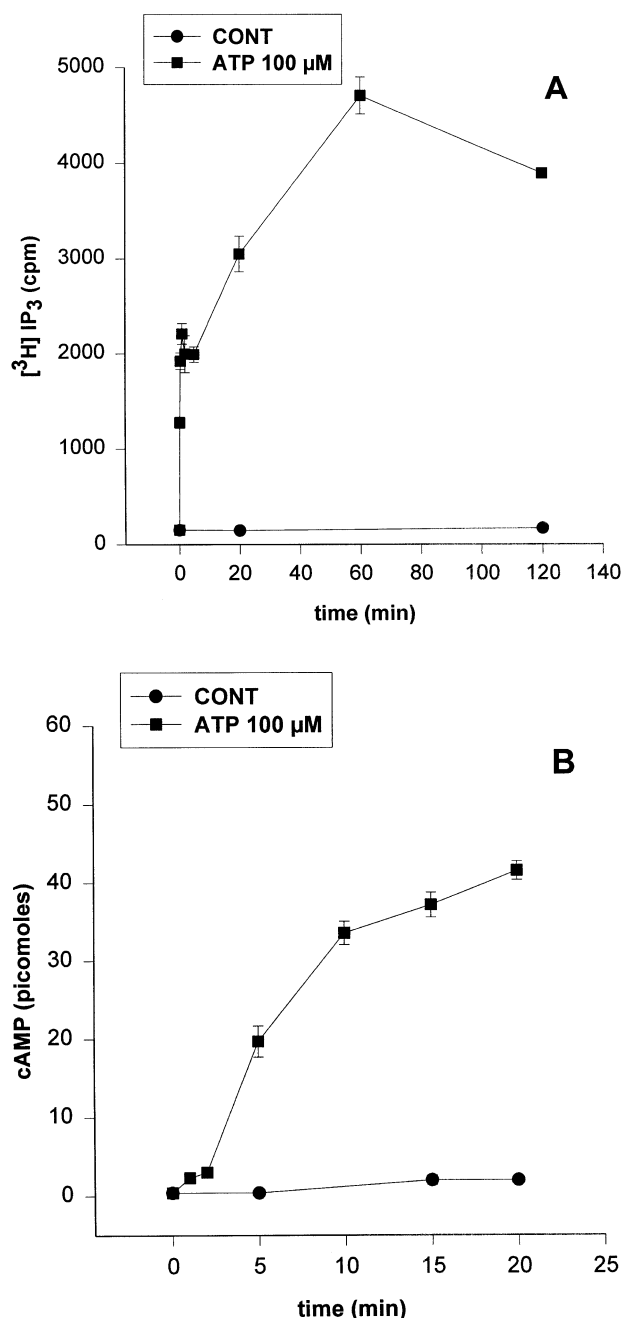 CONT
ATP 100 µM
A
5000
4000
3000
2000
1000
0
[³H] IP₃ (cpm)
0 20 40 60 80 100 120 140
time (min)
CONT
ATP 100 µM
B
60
50
40
30
20
10
0
cAMP (picomoles)
0 5 10 15 20 25
time (min)